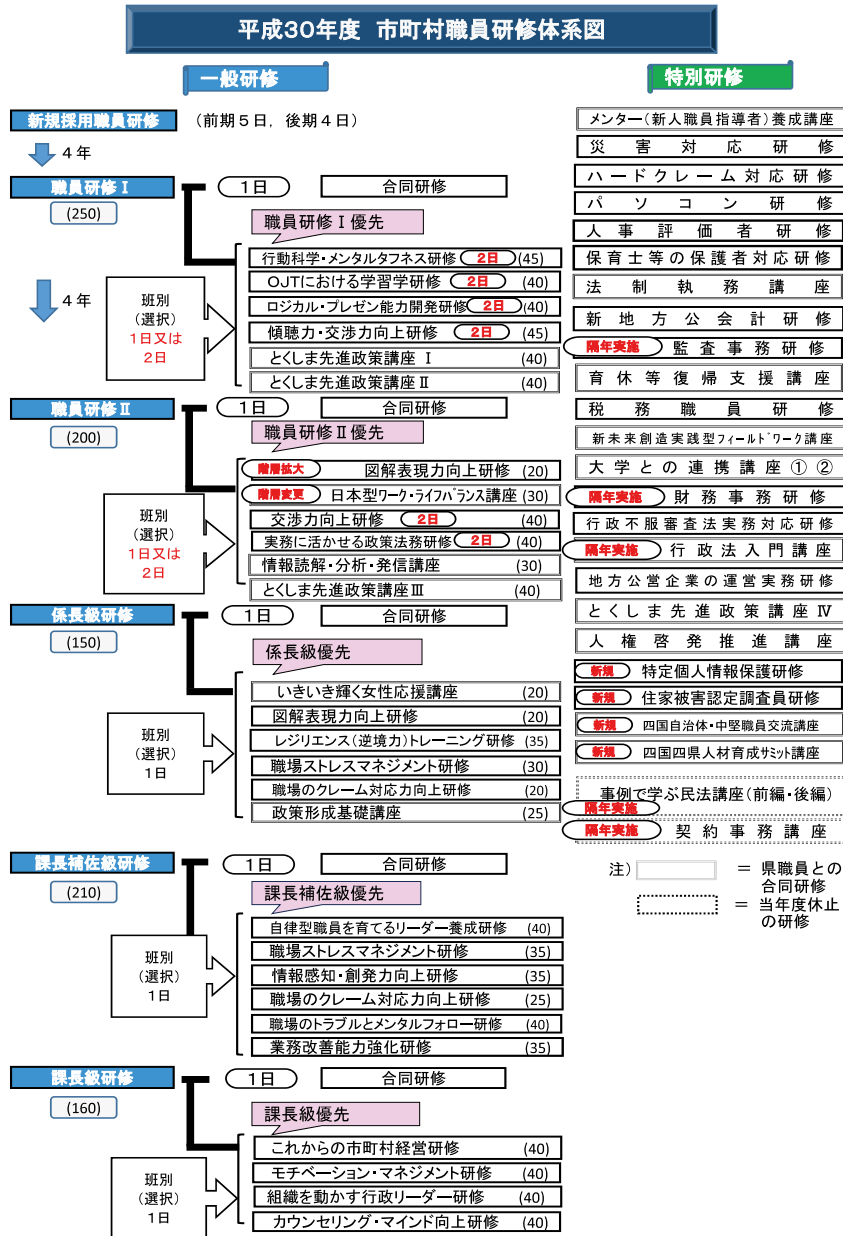 平成30年度 市町村職員研修体系図
一般研修
新規採用職員研修 (前期5日，後期4日)
4年
職員研修Ⅰ 1日 合同研修
(250)
職員研修Ⅰ優先
行動科学・メンタルタフネス研修 2日 (45)
OJTにおける学習学研修 2日 (40)
ロジカル・プレゼン能力開発研修 2日 (40)
傾聴力・交渉力向上研修 2日 (45)
とくしま先進政策講座 Ⅰ (40)
とくしま先進政策講座Ⅱ (40)
4年
班別
(選択)
1日又は
2日
職員研修Ⅱ 1日 合同研修
(200)
職員研修Ⅱ優先
階層拡大 図解表現力向上研修 (20)
階層変更 日本型ワーク・ライフバランス講座 (30)
交渉力向上研修 2日 (40)
実務に活かせる政策法務研修 2日 (40)
情報読解・分析・発信講座 (30)
とくしま先進政策講座Ⅲ (40)
班別
(選択)
1日又は
2日
係長級研修 1日 合同研修
(150)
係長級優先
いきいき輝く女性応援講座 (20)
図解表現力向上研修 (20)
レジリエンス(逆境力)トレーニング研修 (35)
職場ストレスマネジメント研修 (30)
職場のクレーム対応力向上研修 (20)
政策形成基礎講座 (25)
班別
(選択)
1日
課長補佐級研修 1日 合同研修
(210)
課長補佐級優先
自律型職員を育てるリーダー養成研修 (40)
職場ストレスマネジメント研修 (35)
情報感知・創発力向上研修 (35)
職場のクレーム対応力向上研修 (25)
職場のトラブルとメンタルフォロー研修 (40)
業務改善能力強化研修 (35)
班別
(選択)
1日
課長級研修 1日 合同研修
(160)
課長級優先
これからの市町村経営研修 (40)
モチベーション・マネジメント研修 (40)
組織を動かす行政リーダー研修 (40)
カウンセリング・マインド向上研修 (40)
班別
(選択)
1日
特別研修
メンター(新人職員指導者)養成講座
災害対応研修
ハードクレーム対応研修
パソコン研修
人事評価者研修
保育士等の保護者対応研修
法制執務講座
新地方公会計研修
隔年実施 監査事務研修
育休等復帰支援講座
税務職員研修
新未来創造実践型フィールドワーク講座
大学との連携講座①②
隔年実施 財務事務研修
行政不服審査法実務対応研修
隔年実施 行政法入門講座
地方公営企業の運営実務研修
とくしま先進政策講座Ⅳ
人権啓発推進講座
新規 特定個人情報保護研修
新規 住家被害認定調査員研修
新規 四国自治体・中堅職員交流講座
新規 四国四県人材育成サミット講座
事例で学ぶ民法講座(前編・後編)
隔年実施
隔年実施 契約事務講座
注) ＝ 県職員との
合同研修
＝ 当年度休止
の研修